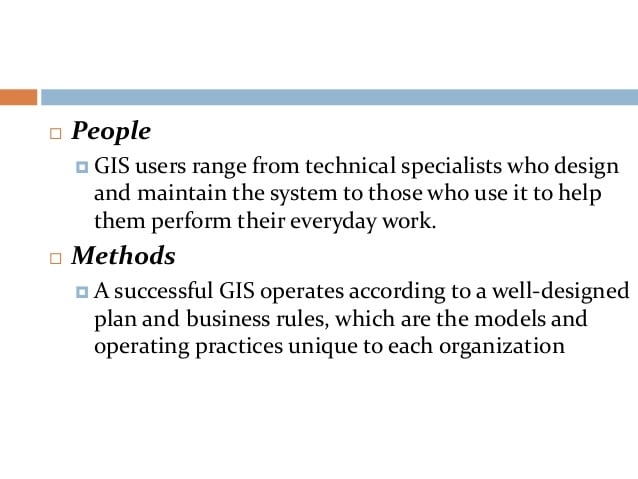 People
GIS users range from technical specialists who design
and maintain the system to those who use it to help
them perform their everyday work.
Methods
A successful GIS operates according to a well-designed
plan and business rules, which are the models and
operating practices unique to each organization